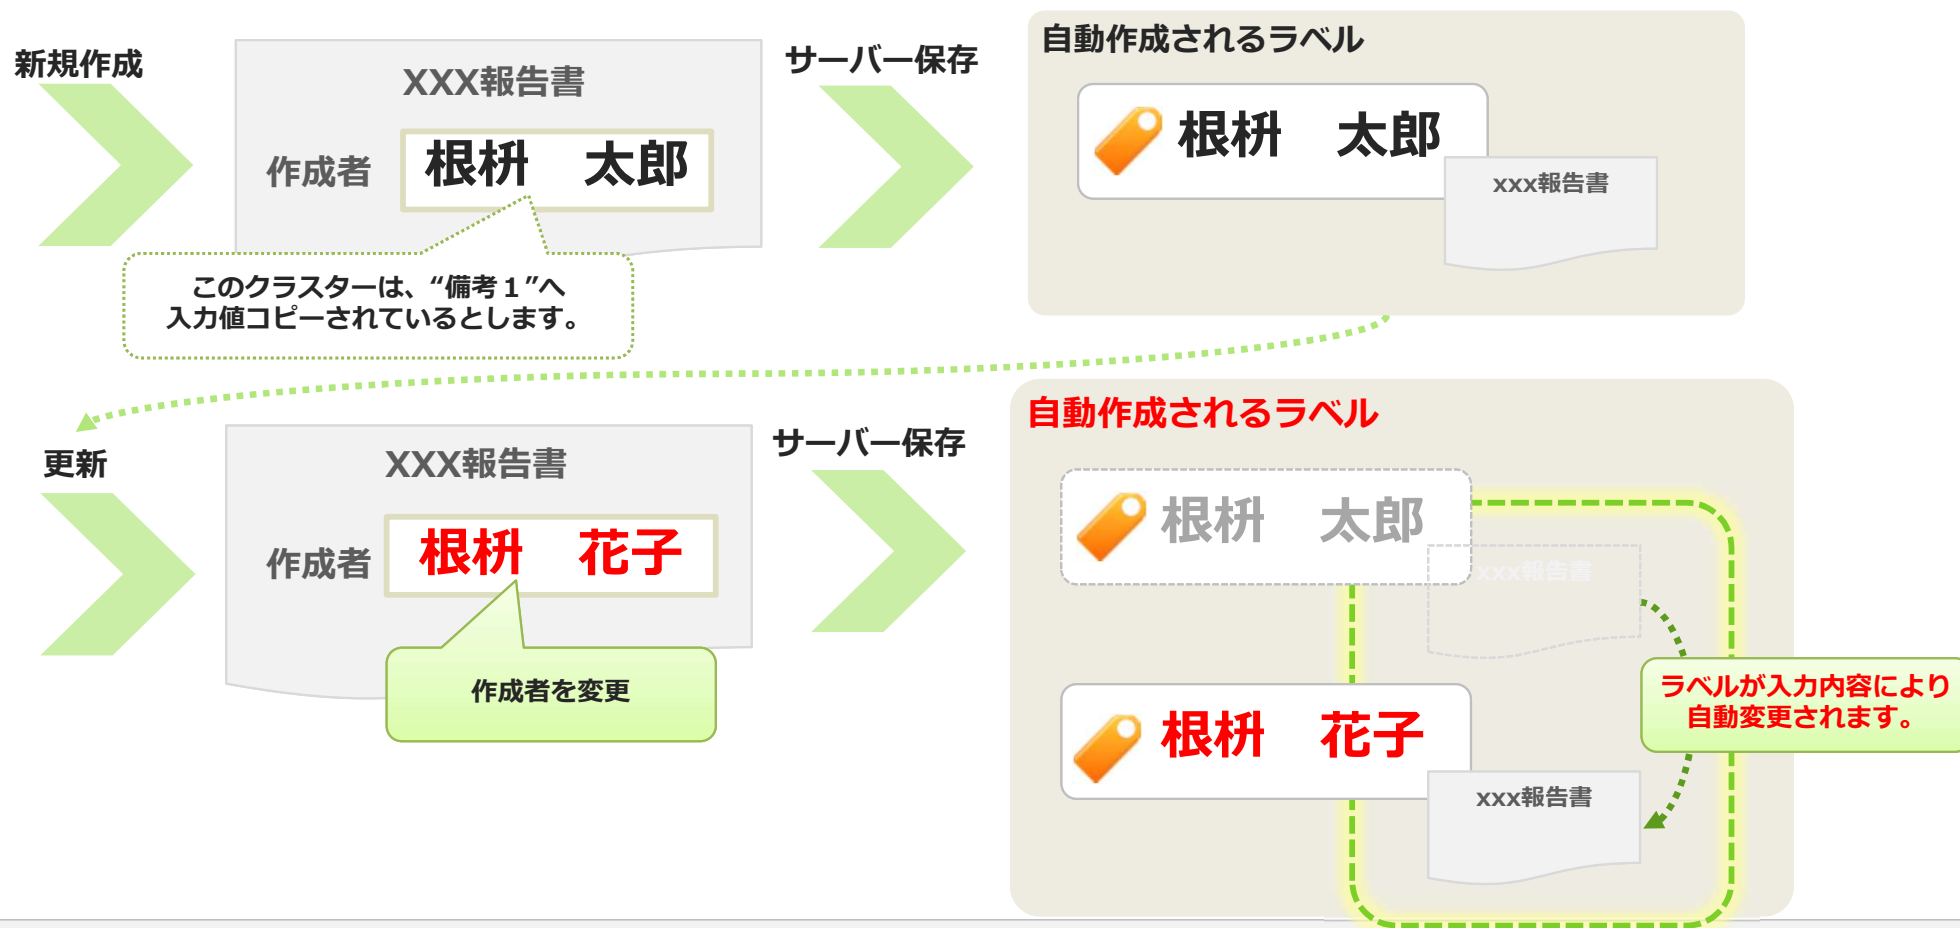 新規作成
XXX報告書
作成者
根枡　太郎
このクラスターは、“備考１”へ
入力値コピーされているとします。
サーバー保存
自動作成されるラベル
根枡　太郎
xxx報告書
更新
XXX報告書
作成者
根枡　花子
作成者を変更
サーバー保存
自動作成されるラベル
根枡　太郎
xxx報告書
根枡　花子
xxx報告書
ラベルが入力内容により
自動変更されます。